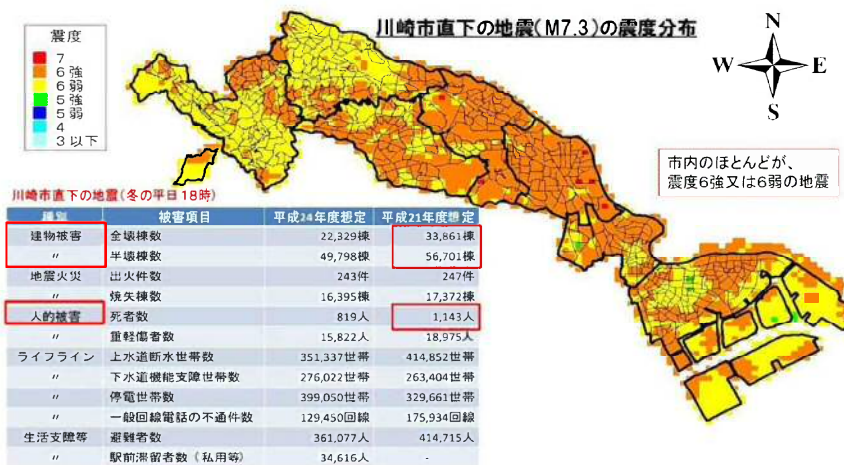 川崎市直下の地震(M7.3)の震度分布
震度
7
6強
6弱
5強
5弱
4
3以下
N
W E
S
市内のほとんどが、
震度6強又は6弱の地震
川崎市直下の地震(冬の平日18時)
種別 被害項目 平成24年度想定 平成21年度想定
建物被害 全壊棟数 22,329棟 33,861棟
〃 半壊棟数 49,798棟 56,701棟
地震火災 出火件数 243件 247件
〃 焼失棟数 16,395棟 17,372棟
人的被害 死者数 819人 1,143人
〃 重軽傷者数 15,822人 18,975人
ライフライン 上水道断水世帯数 351,337世帯 414,852世帯
〃 下水道機能支障世帯数 276,022世帯 263,404世帯
〃 停電世帯数 399,050世帯 329,661世帯
〃 一般回線電話の不通件数 129,450回線 175,934回線
生活支障等 避難者数 361,077人 414,715人
〃 駅前滞留者数(私用等) 34,616人 -